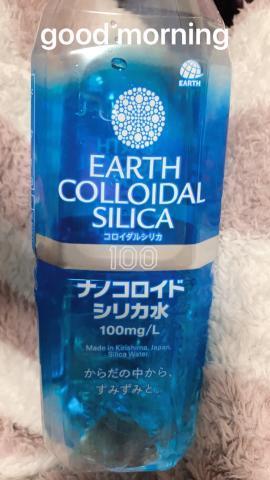 good morning
EARTH
EARTH
COLLOIDAL
SILICA
コロイダルシリカ
100
ナノコロイド
シリカ水
100mg/L
Made in Kirishima, Japan.
Silica Water.
からだの中から、
すみずみと。